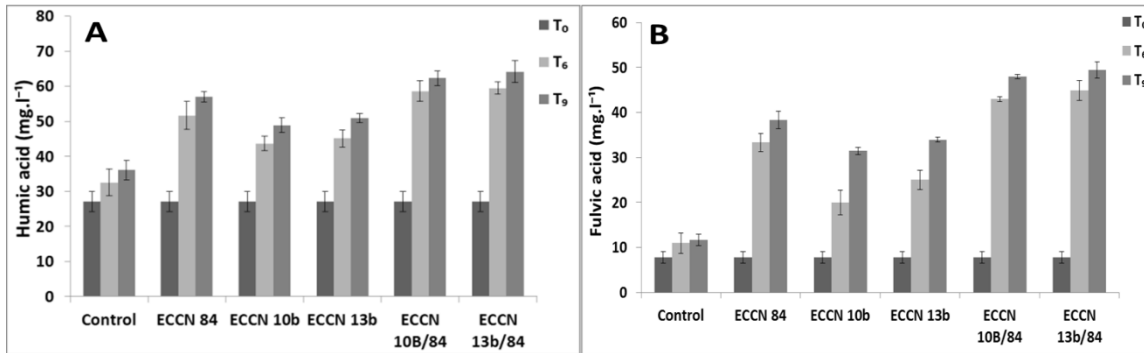 A
Humic acid (mg.l⁻¹)
80
70
60
50
40
30
20
10
0
T₀
T₆
T₉
Control
ECCN 84
ECCN 10b
ECCN 13b
ECCN
10B/84
ECCN
13b/84
B
Fulvic acid (mg.l⁻¹)
60
50
40
30
20
10
0
T
T
T₉
Control
ECCN 84
ECCN 10b
ECCN 13b
ECCN
10B/84
ECCN
13b/84